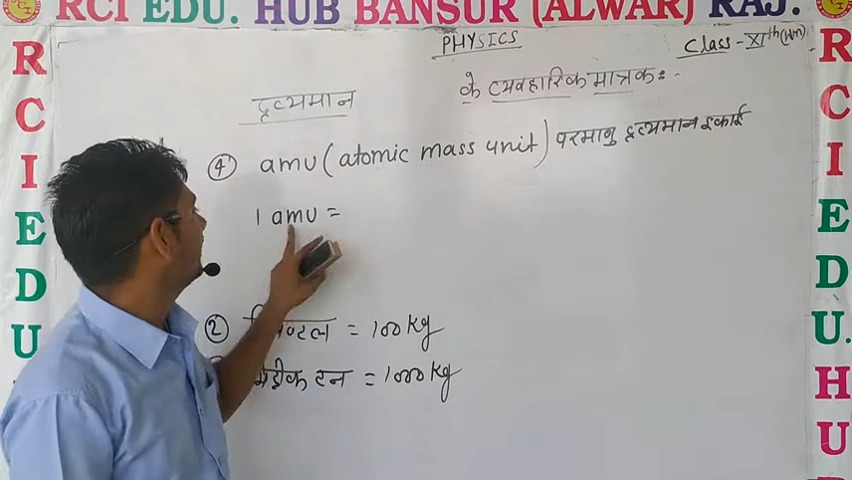 RCI EDU. HUB BANSUR (ALWAR) RAJ.
PHYSICS
Class - XIth (Hm)
द्रव्यमान के व्यवहारिक मात्रक :-
④ amu (atomic mass unit) परमाणु द्रव्यमान इकाई
1 amu =
② = 100 kg
टन = 1000 kg
R
C
I
E
D
U
R
C
I
E
D
U.
H
U